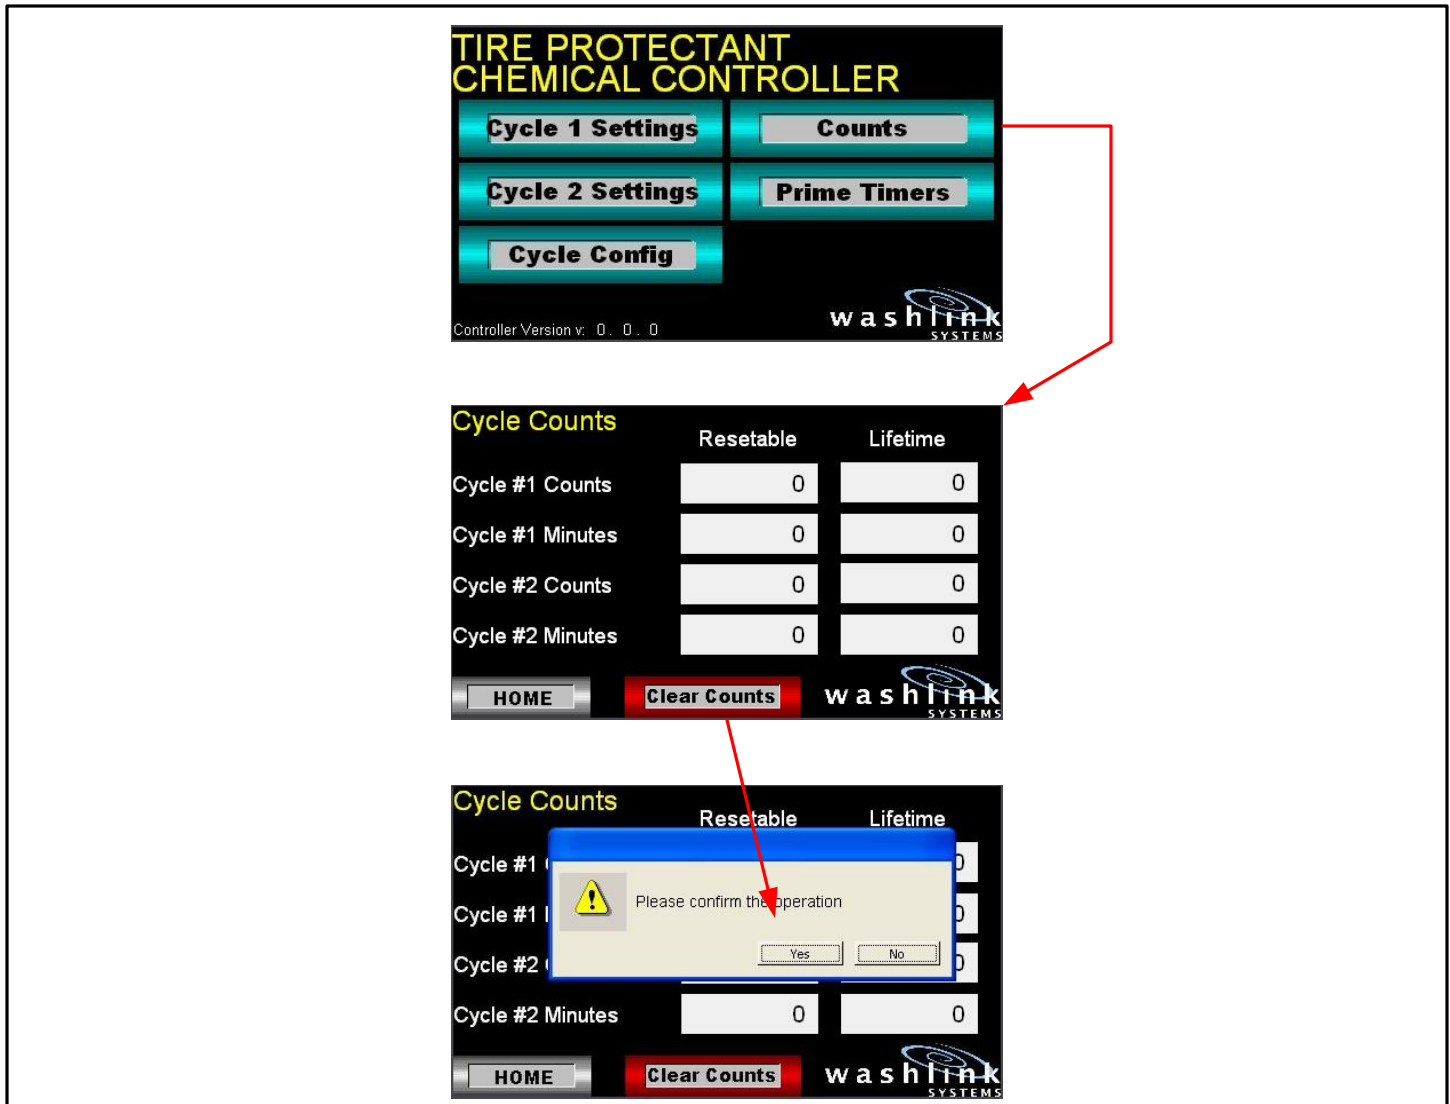 TIRE PROTECTANT
CHEMICAL CONTROLLER
Cycle 1 Settings Counts
Cycle 2 Settings Prime Timers
Cycle Config
washlink
SYSTEMS
Controller Version v: 0 . 0 . 0
Cycle Counts
Resetable Lifetime
Cycle #1 Counts 0 0
Cycle #1 Minutes 0 0
Cycle #2 Counts 0 0
Cycle #2 Minutes 0 0
HOME Clear Counts washlink
SYSTEMS
Cycle Counts
Resetable Lifetime
Cycle #1
Please confirm the operation
Cycle #1
Yes No
Cycle #2
Cycle #2 Minutes 0 0
HOME Clear Counts washlink
SYSTEMS